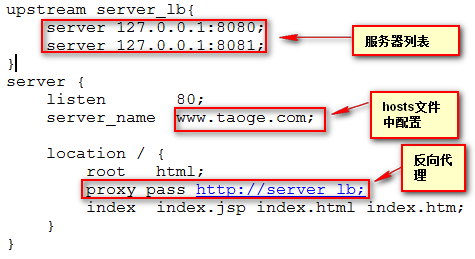 upstream server_lb{
server 127.0.0.1:8080;
server 127.0.0.1:8081;
服务器列表
}
server {
listen 80;
hosts文件
中配置
server_name www.taoge.com;
location / {
反向代
理
root html;
proxy_pass http://server_lb;
index index.jsp index.html index.htm;
}
}